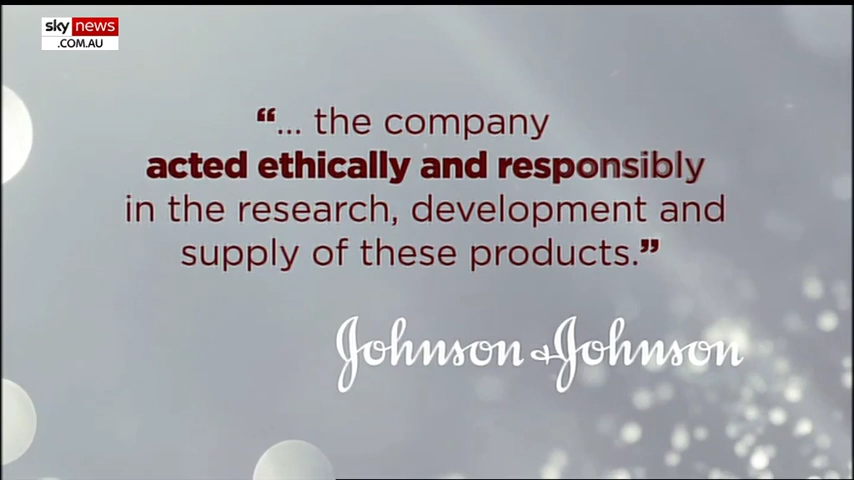 sky news
.COM.AU
“... the company
acted ethically and responsibly
in the research, development and
supply of these products.”
Johnson & Johnson